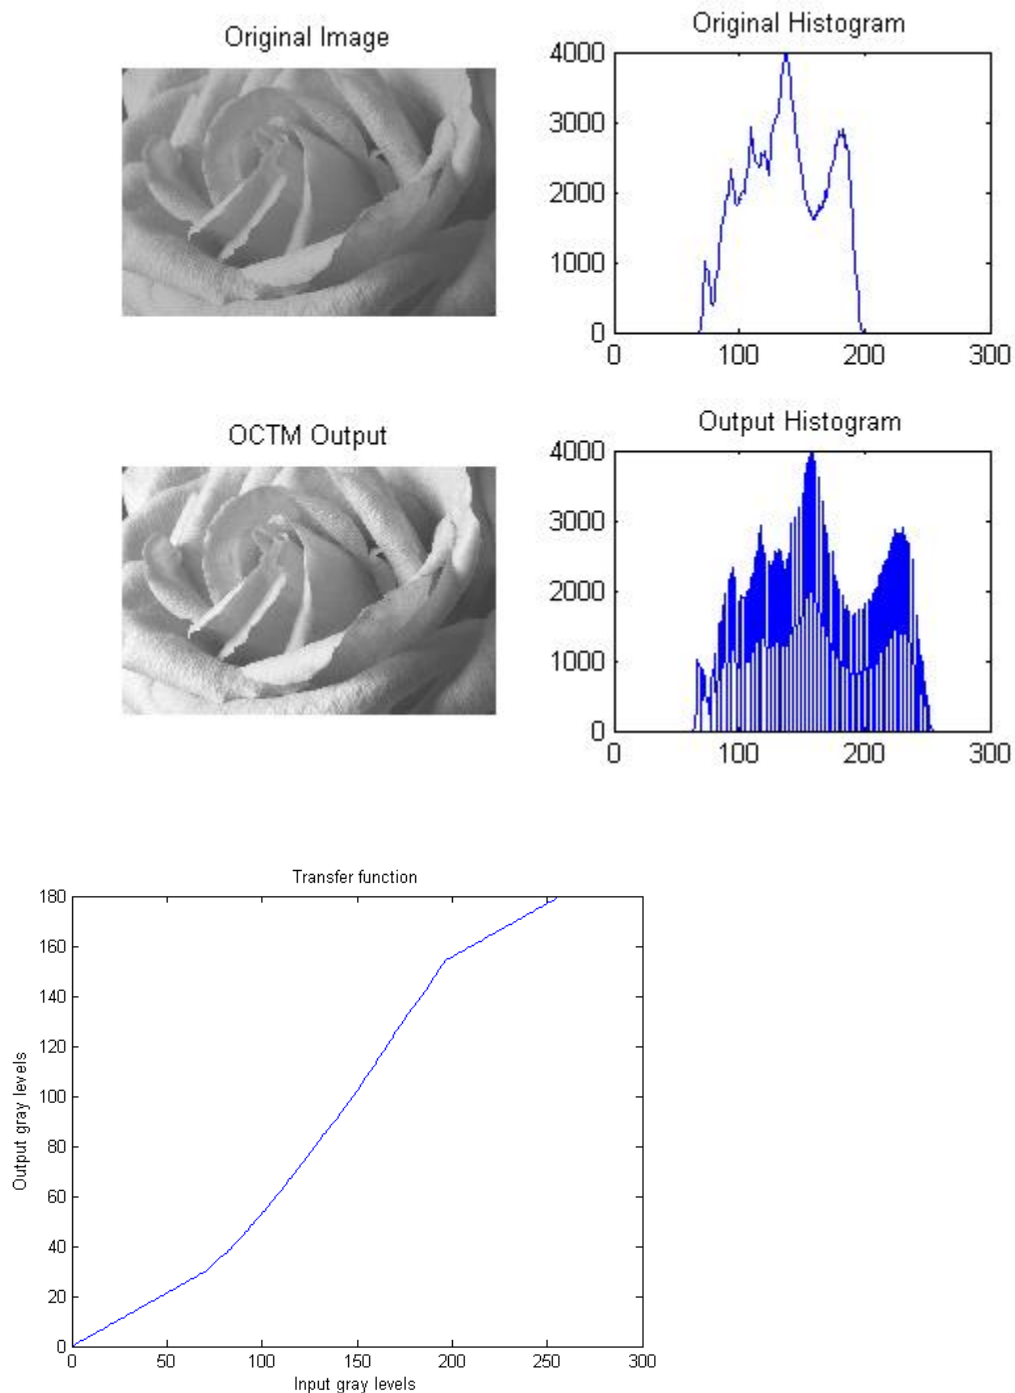 Original Image
Original Histogram
4000
3000
2000
1000
0
0 100 200 300
OCTM Output
Output Histogram
4000
3000
2000
1000
0
0 100 200 300
Transfer function
180
160
140
120
100
80
60
40
20
0
0 50 100 150 200 250 300
Output gray levels
Input gray levels